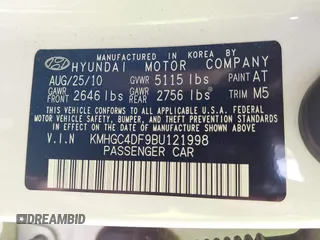 MANUFACTURED IN KOREA BY
HYUNDAI MOTOR COMPANY
AUG/25/10 GVWR 5115 lbs PAINT AT
GAWR FRONT 2646 lbs GAWR REAR 2756 lbs TRIM M5
THIS VEHICLE CONFORMS TO ALL APPLICABLE U.S.A.
FEDERAL MOTOR VEHICLE SAFETY, BUMPER, AND THEFT
PREVENTION STANDARDS IN EFFECT ON THE DATE OF
MANUFACTURE SHOWN ABOVE.
V.I.N KMHGC4DF9BU121998
PASSENGER CAR
DREAMBID